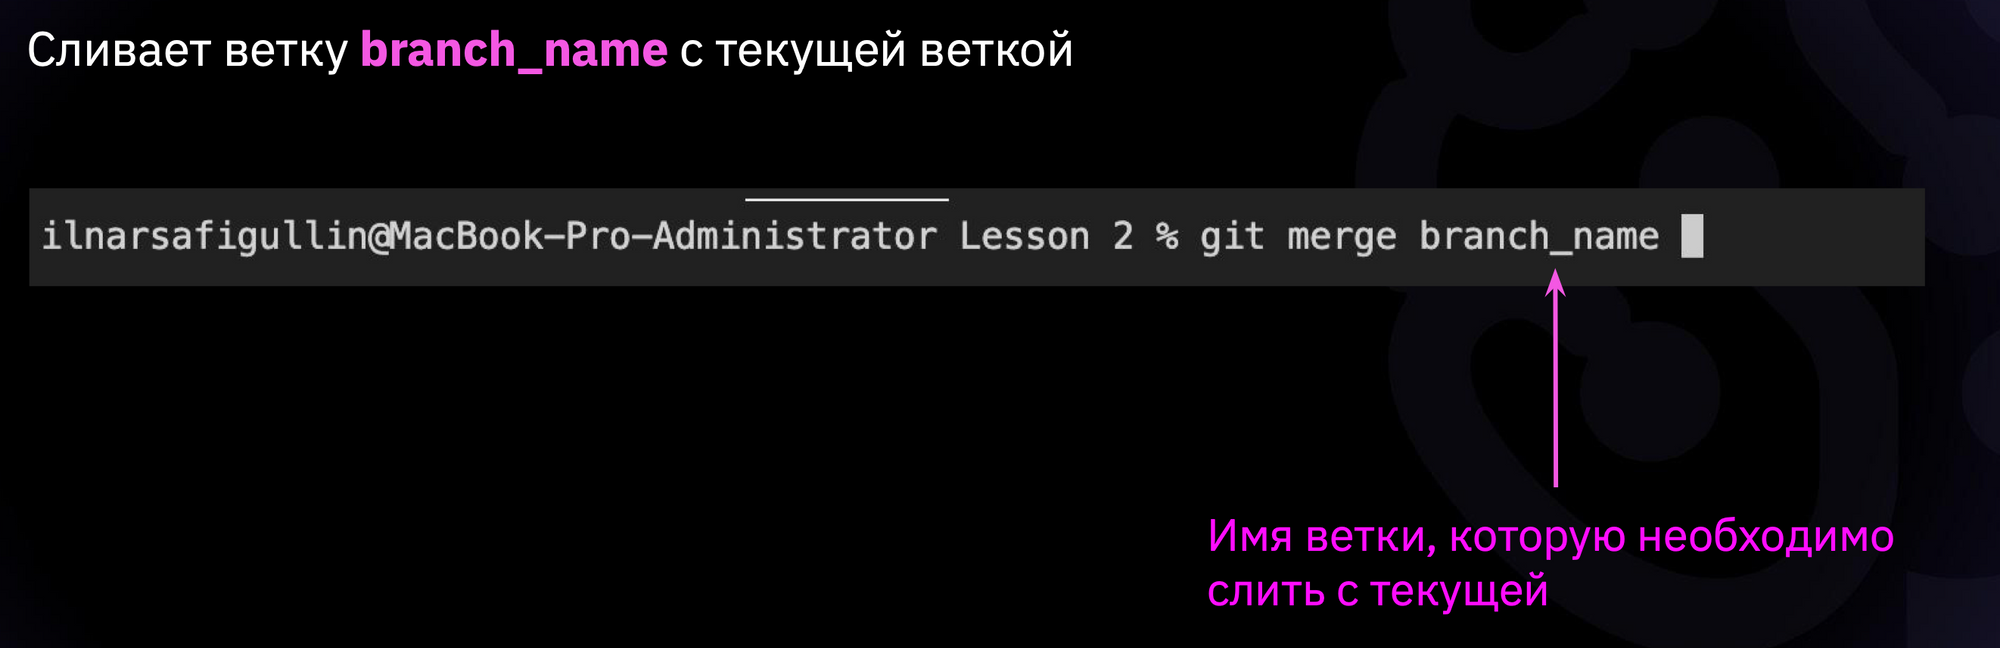 Сливает ветку branch_name с текущей веткой
ilnarsafigullin@MacBook-Pro-Administrator Lesson 2 % git merge branch_name
Имя ветки, которую необходимо
слить с текущей